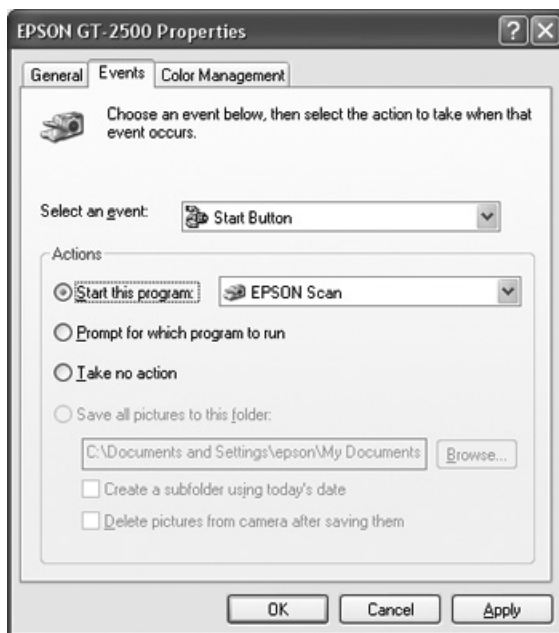 EPSON GT-2500 Properties
General Events Color Management
Choose an event below, then select the action to take when that
event occurs.
Select an event: Start Button
Actions
Start this program: EPSON Scan
Prompt for which program to run
Take no action
Save all pictures to this folder:
C:\Documents and Settings\epson\My Documents Browse...
Create a subfolder using today's date
Delete pictures from camera after saving them
OK Cancel Apply